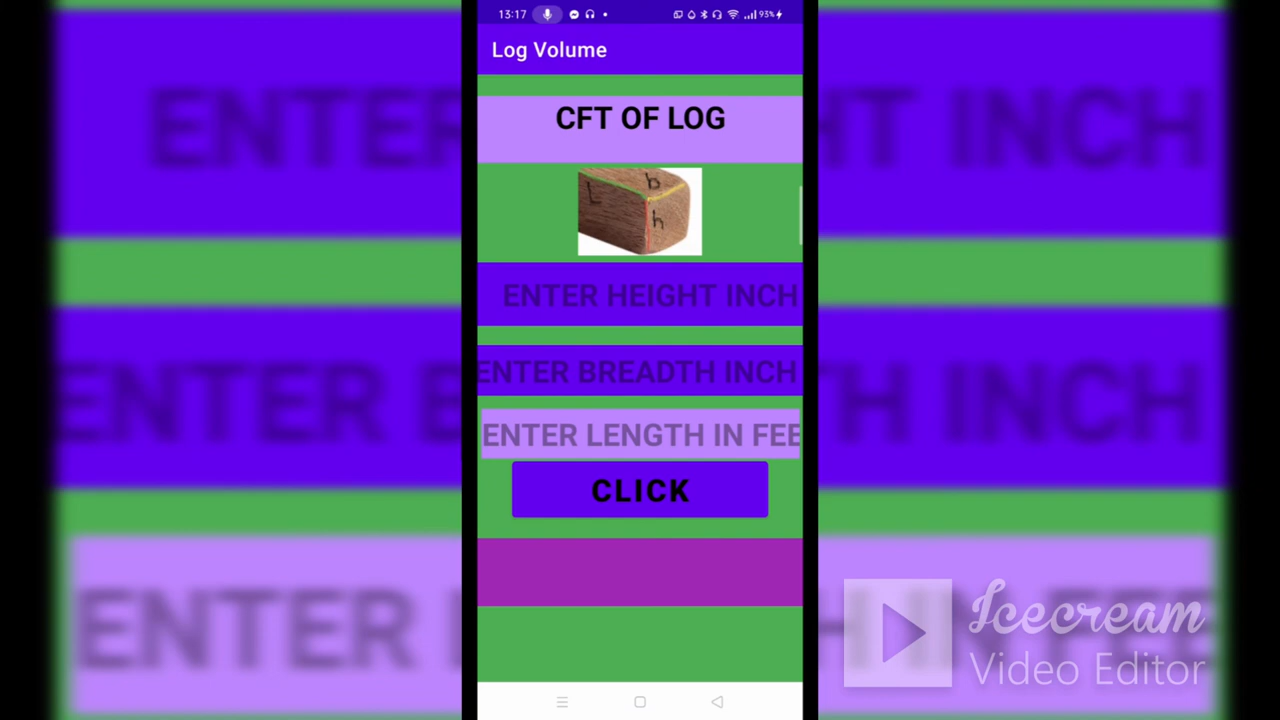 13:17
93%
Log Volume
CFT OF LOG
L
b
h
ENTER HEIGHT INCH
ENTER BREADTH INCH
ENTER LENGTH IN FEE
CLICK
Icecream
Video Editor